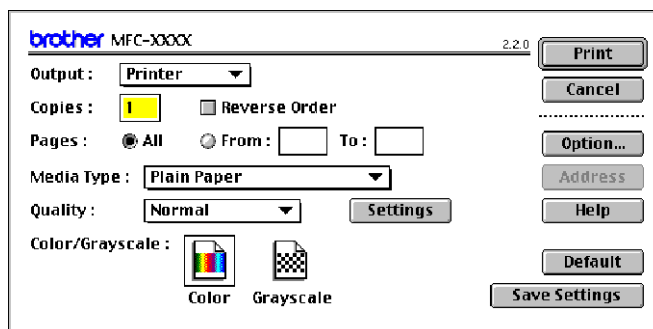 brother MFC-XXXX 2.2.0 Print
Output : Printer Cancel
Copies : 1 Reverse Order
Pages : All From : To : Option...
Media Type : Plain Paper Address
Quality : Normal Settings Help
Color/Grayscale : Default
Color Grayscale Save Settings